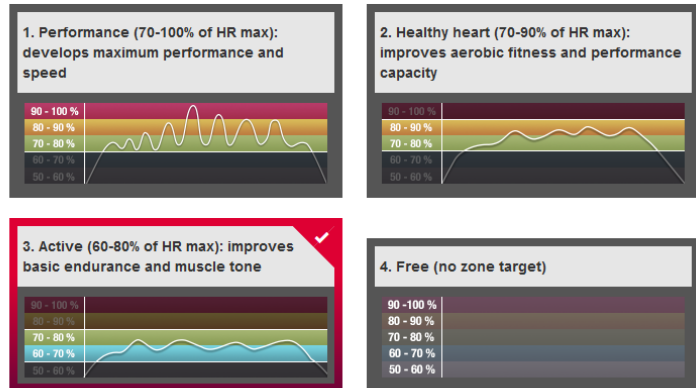 1. Performance (70-100% of HR max):
develops maximum performance and
speed
90 - 100 %
80 - 90 %
70 - 80 %
60 - 70 %
50 - 60 %
2. Healthy heart (70-90% of HR max):
improves aerobic fitness and performance
capacity
90 - 100 %
80 - 90 %
70 - 80 %
60 - 70 %
50 - 60 %
3. Active (60-80% of HR max): improves
basic endurance and muscle tone
90 - 100 %
80 - 90 %
70 - 80 %
60 - 70 %
50 - 60 %
4. Free (no zone target)
90 -100 %
80 - 90 %
70 - 80 %
60 - 70 %
50 - 60 %